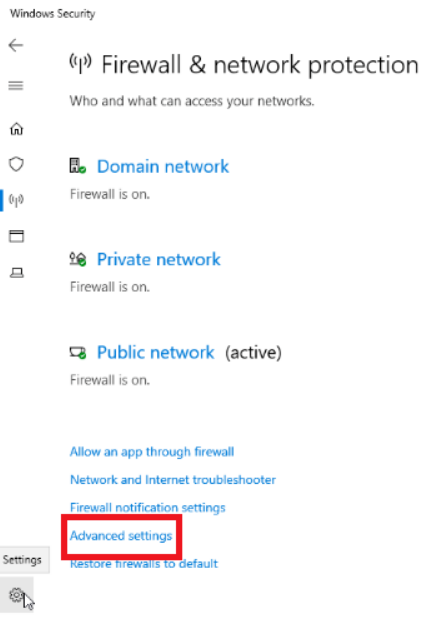 Windows Security
Firewall & network protection
Who and what can access your networks.
Domain network
Firewall is on.
Private network
Firewall is on.
Public network (active)
Firewall is on.
Allow an app through firewall
Network and Internet troubleshooter
Firewall notification settings
Advanced settings
Restore firewalls to default
Settings